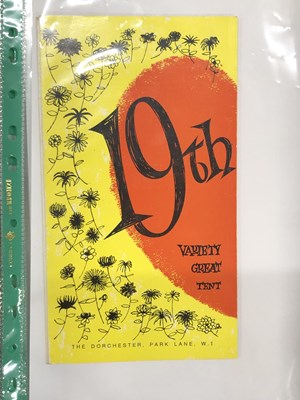 19th
VARIETY
GREAT
TENT
THE DORCHESTER, PARK LANE, W.1